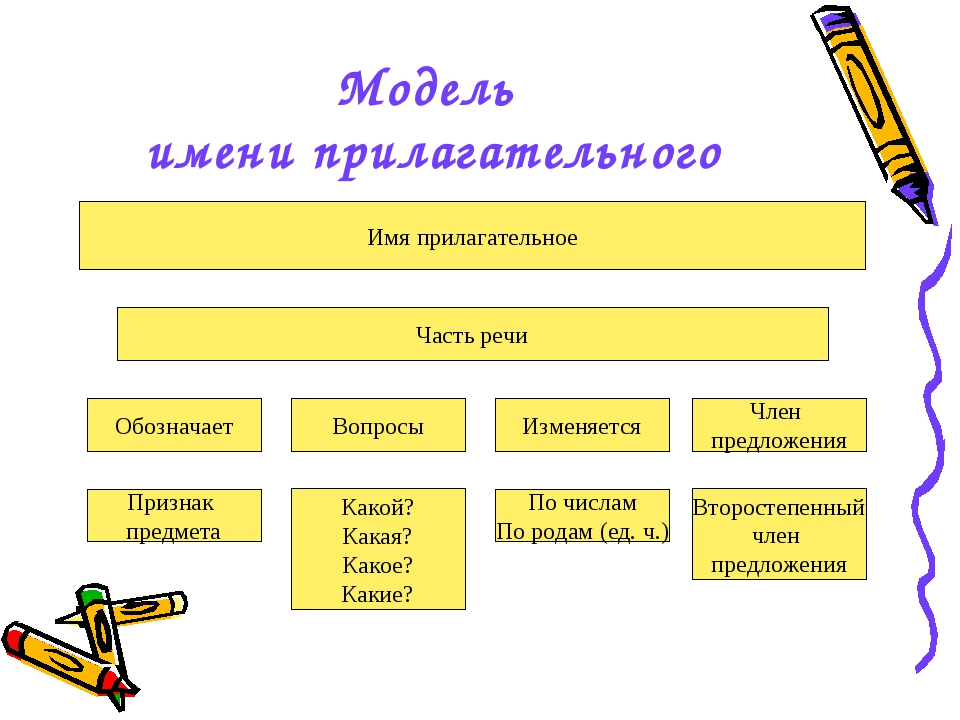 Модель
имени прилагательного
Имя прилагательное
Часть речи
Обозначает
Вопросы
Изменяется
Член
предложения
Признак
предмета
Какой?
Какая?
Какое?
Какие?
По числам
По родам (ед. ч.)
Второстепенный
член
предложения